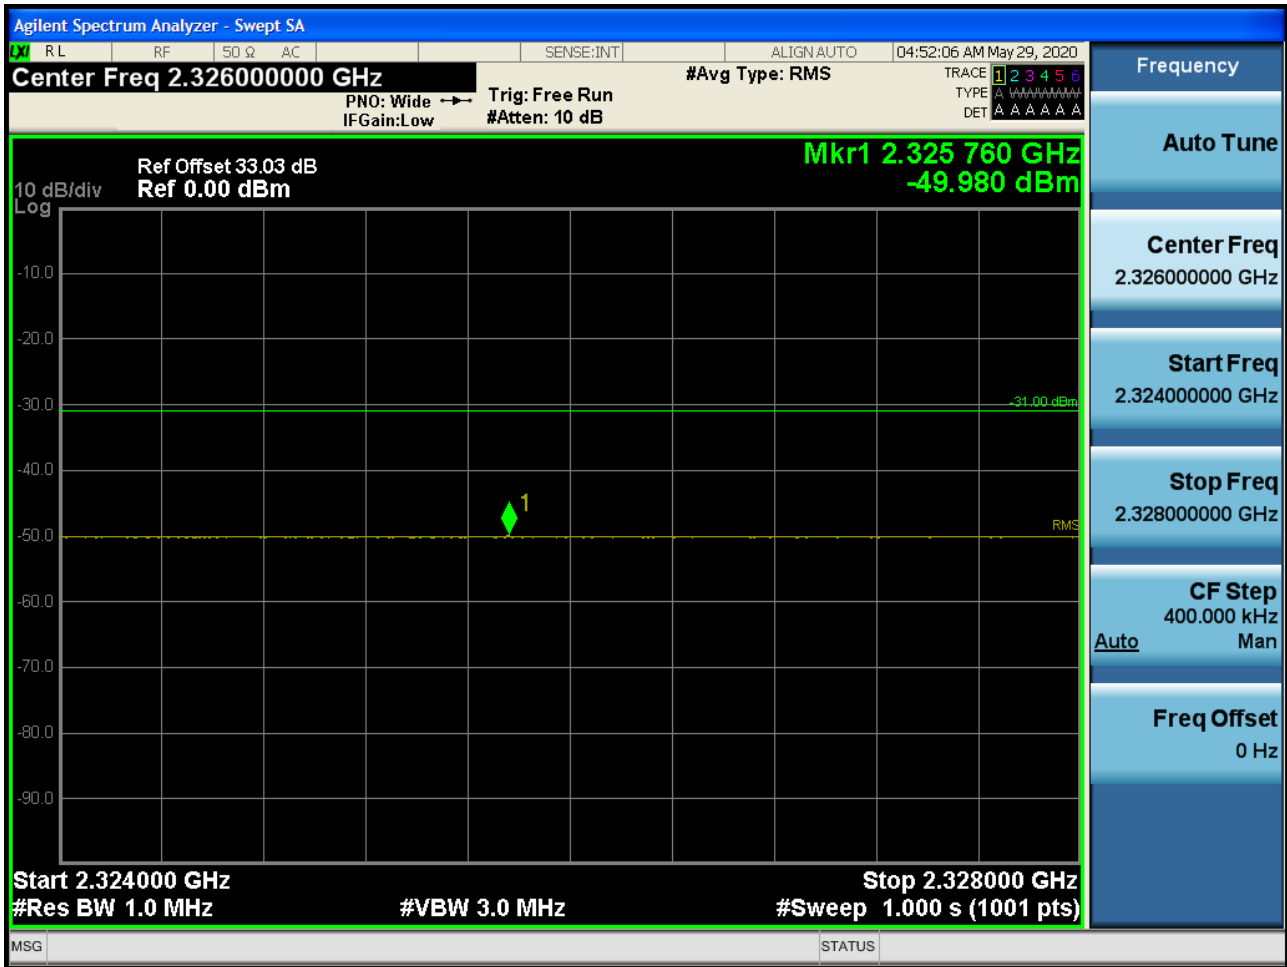 Agilent Spectrum Analyzer - Swept SA
LXI RL RF 50 Ω AC SENSE:INT ALIGN AUTO 04:52:06 AM May 29, 2020
Center Freq 2.326000000 GHz
PNO: Wide
IFGain:Low
Trig: Free Run
#Atten: 10 dB
#Avg Type: RMS
TRACE 1 2 3 4 5 6
TYPE A WWWWW
DET A A A A A A
Mkr1 2.325 760 GHz
-49.980 dBm
Ref Offset 33.03 dB
10 dB/div Ref 0.00 dBm
Log
-10.0
-20.0
-30.0
-31.00 dBm
-40.0
1
RMS
-50.0
-60.0
-70.0
-80.0
-90.0
Start 2.324000 GHz Stop 2.328000 GHz
#Res BW 1.0 MHz #VBW 3.0 MHz #Sweep 1.000 s (1001 pts)
MSG STATUS
Frequency
Auto Tune
Center Freq
2.326000000 GHz
Start Freq
2.324000000 GHz
Stop Freq
2.328000000 GHz
CF Step
400.000 kHz
Auto Man
Freq Offset
0 Hz